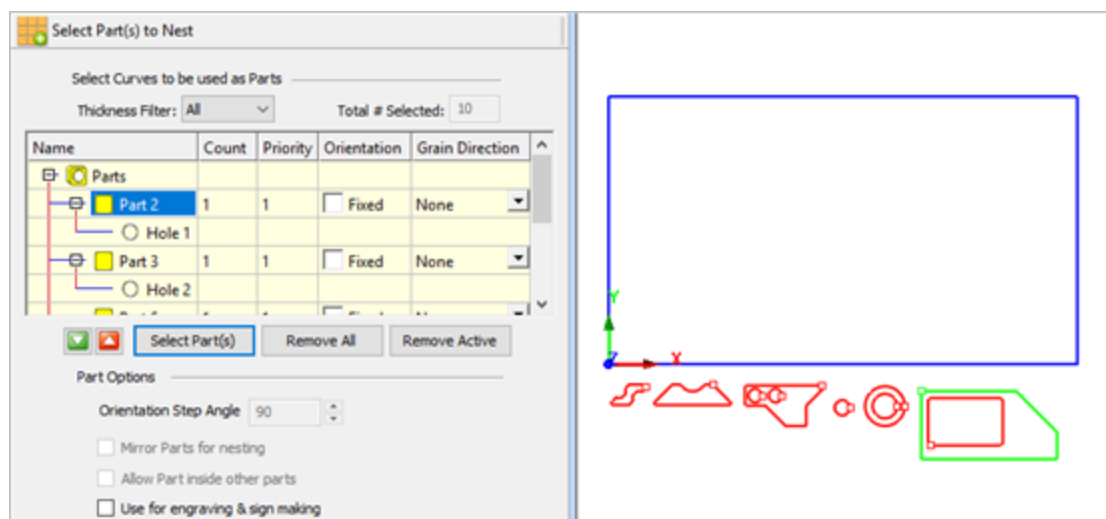 Select Part(s) to Nest
Select Curves to be used as Parts
Thickness Filter: All Total # Selected: 10
Name Count Priority Orientation Grain Direction
Parts
Part 2 1 1 Fixed None
Hole 1
Part 3 1 1 Fixed None
Hole 2
Select Part(s) Remove All Remove Active
Part Options
Orientation Step Angle 90
Mirror Parts for nesting
Allow Part inside other parts
Use for engraving & sign making
Y
Z X